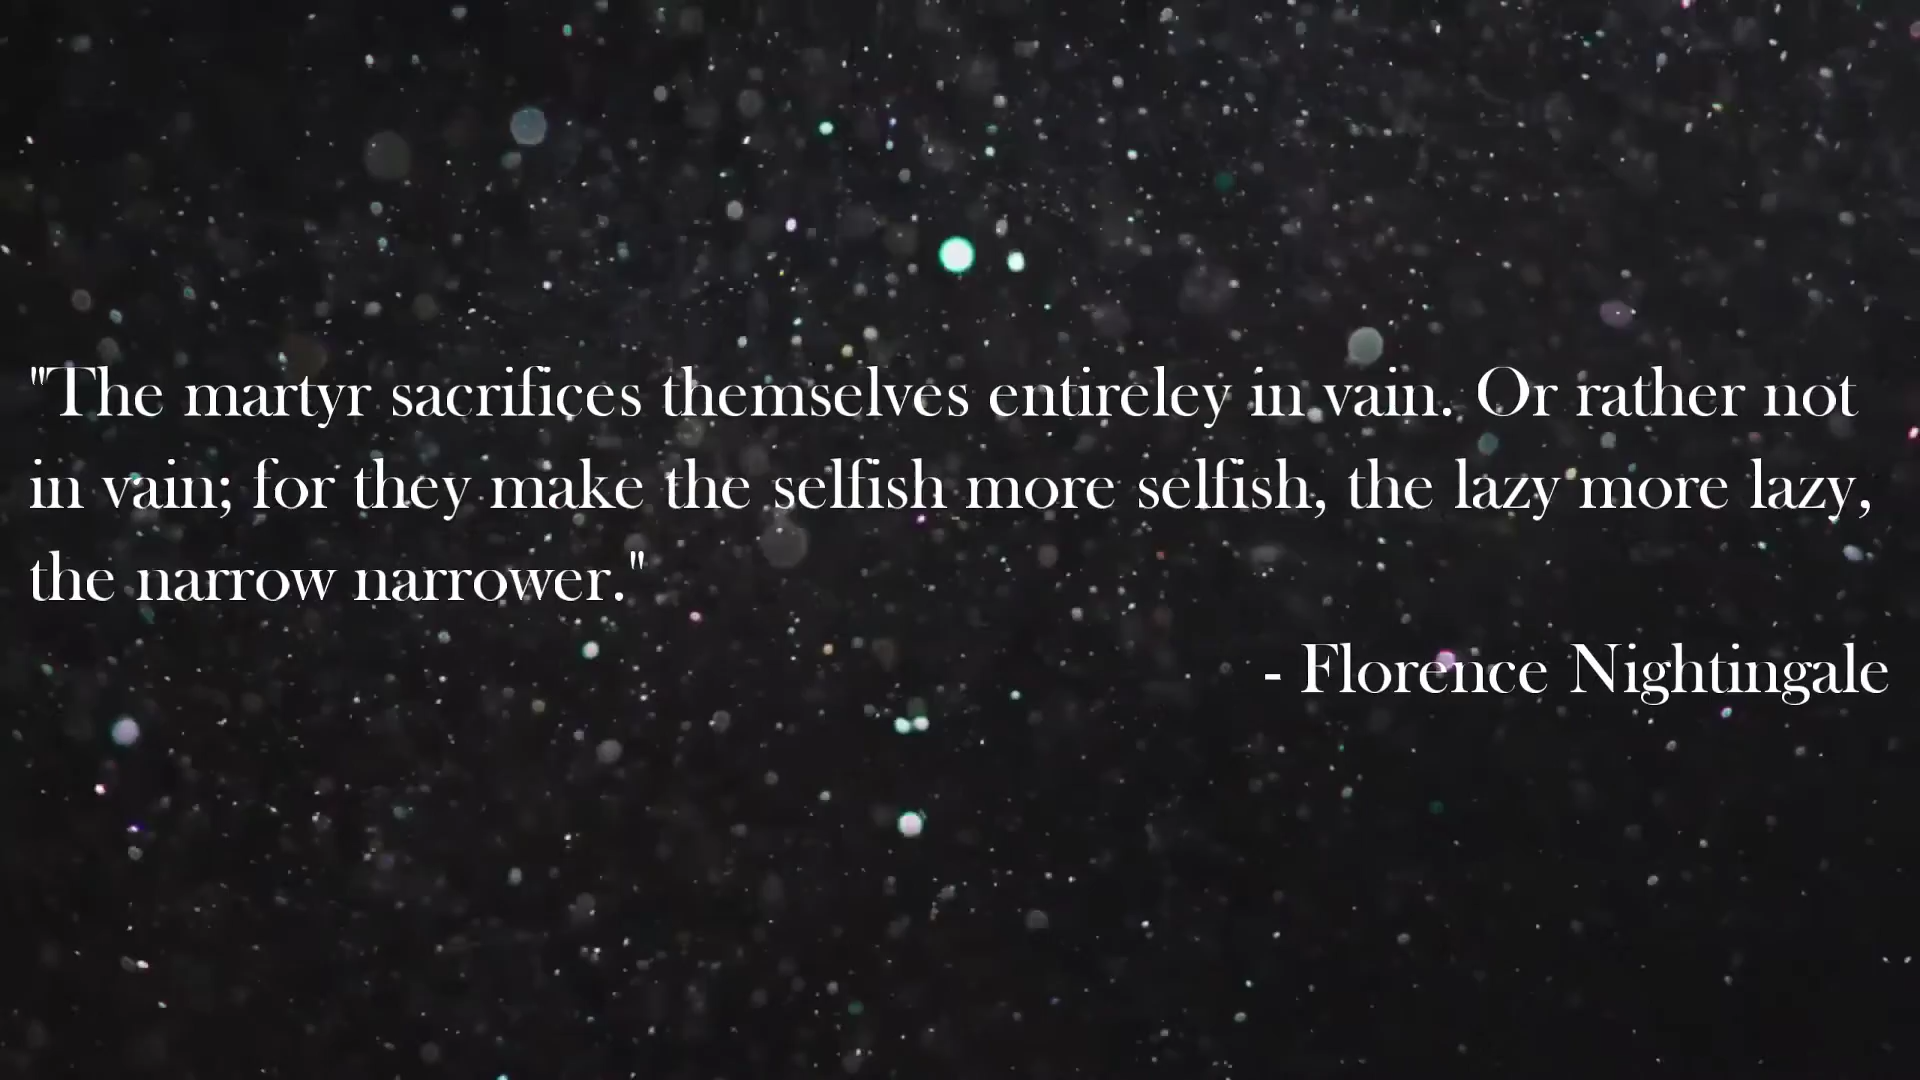 "The martyr sacrifices themselves entireley in vain. Or rather not
in vain; for they make the selfish more selfish, the lazy more lazy,
the narrow narrower."
- Florence Nightingale